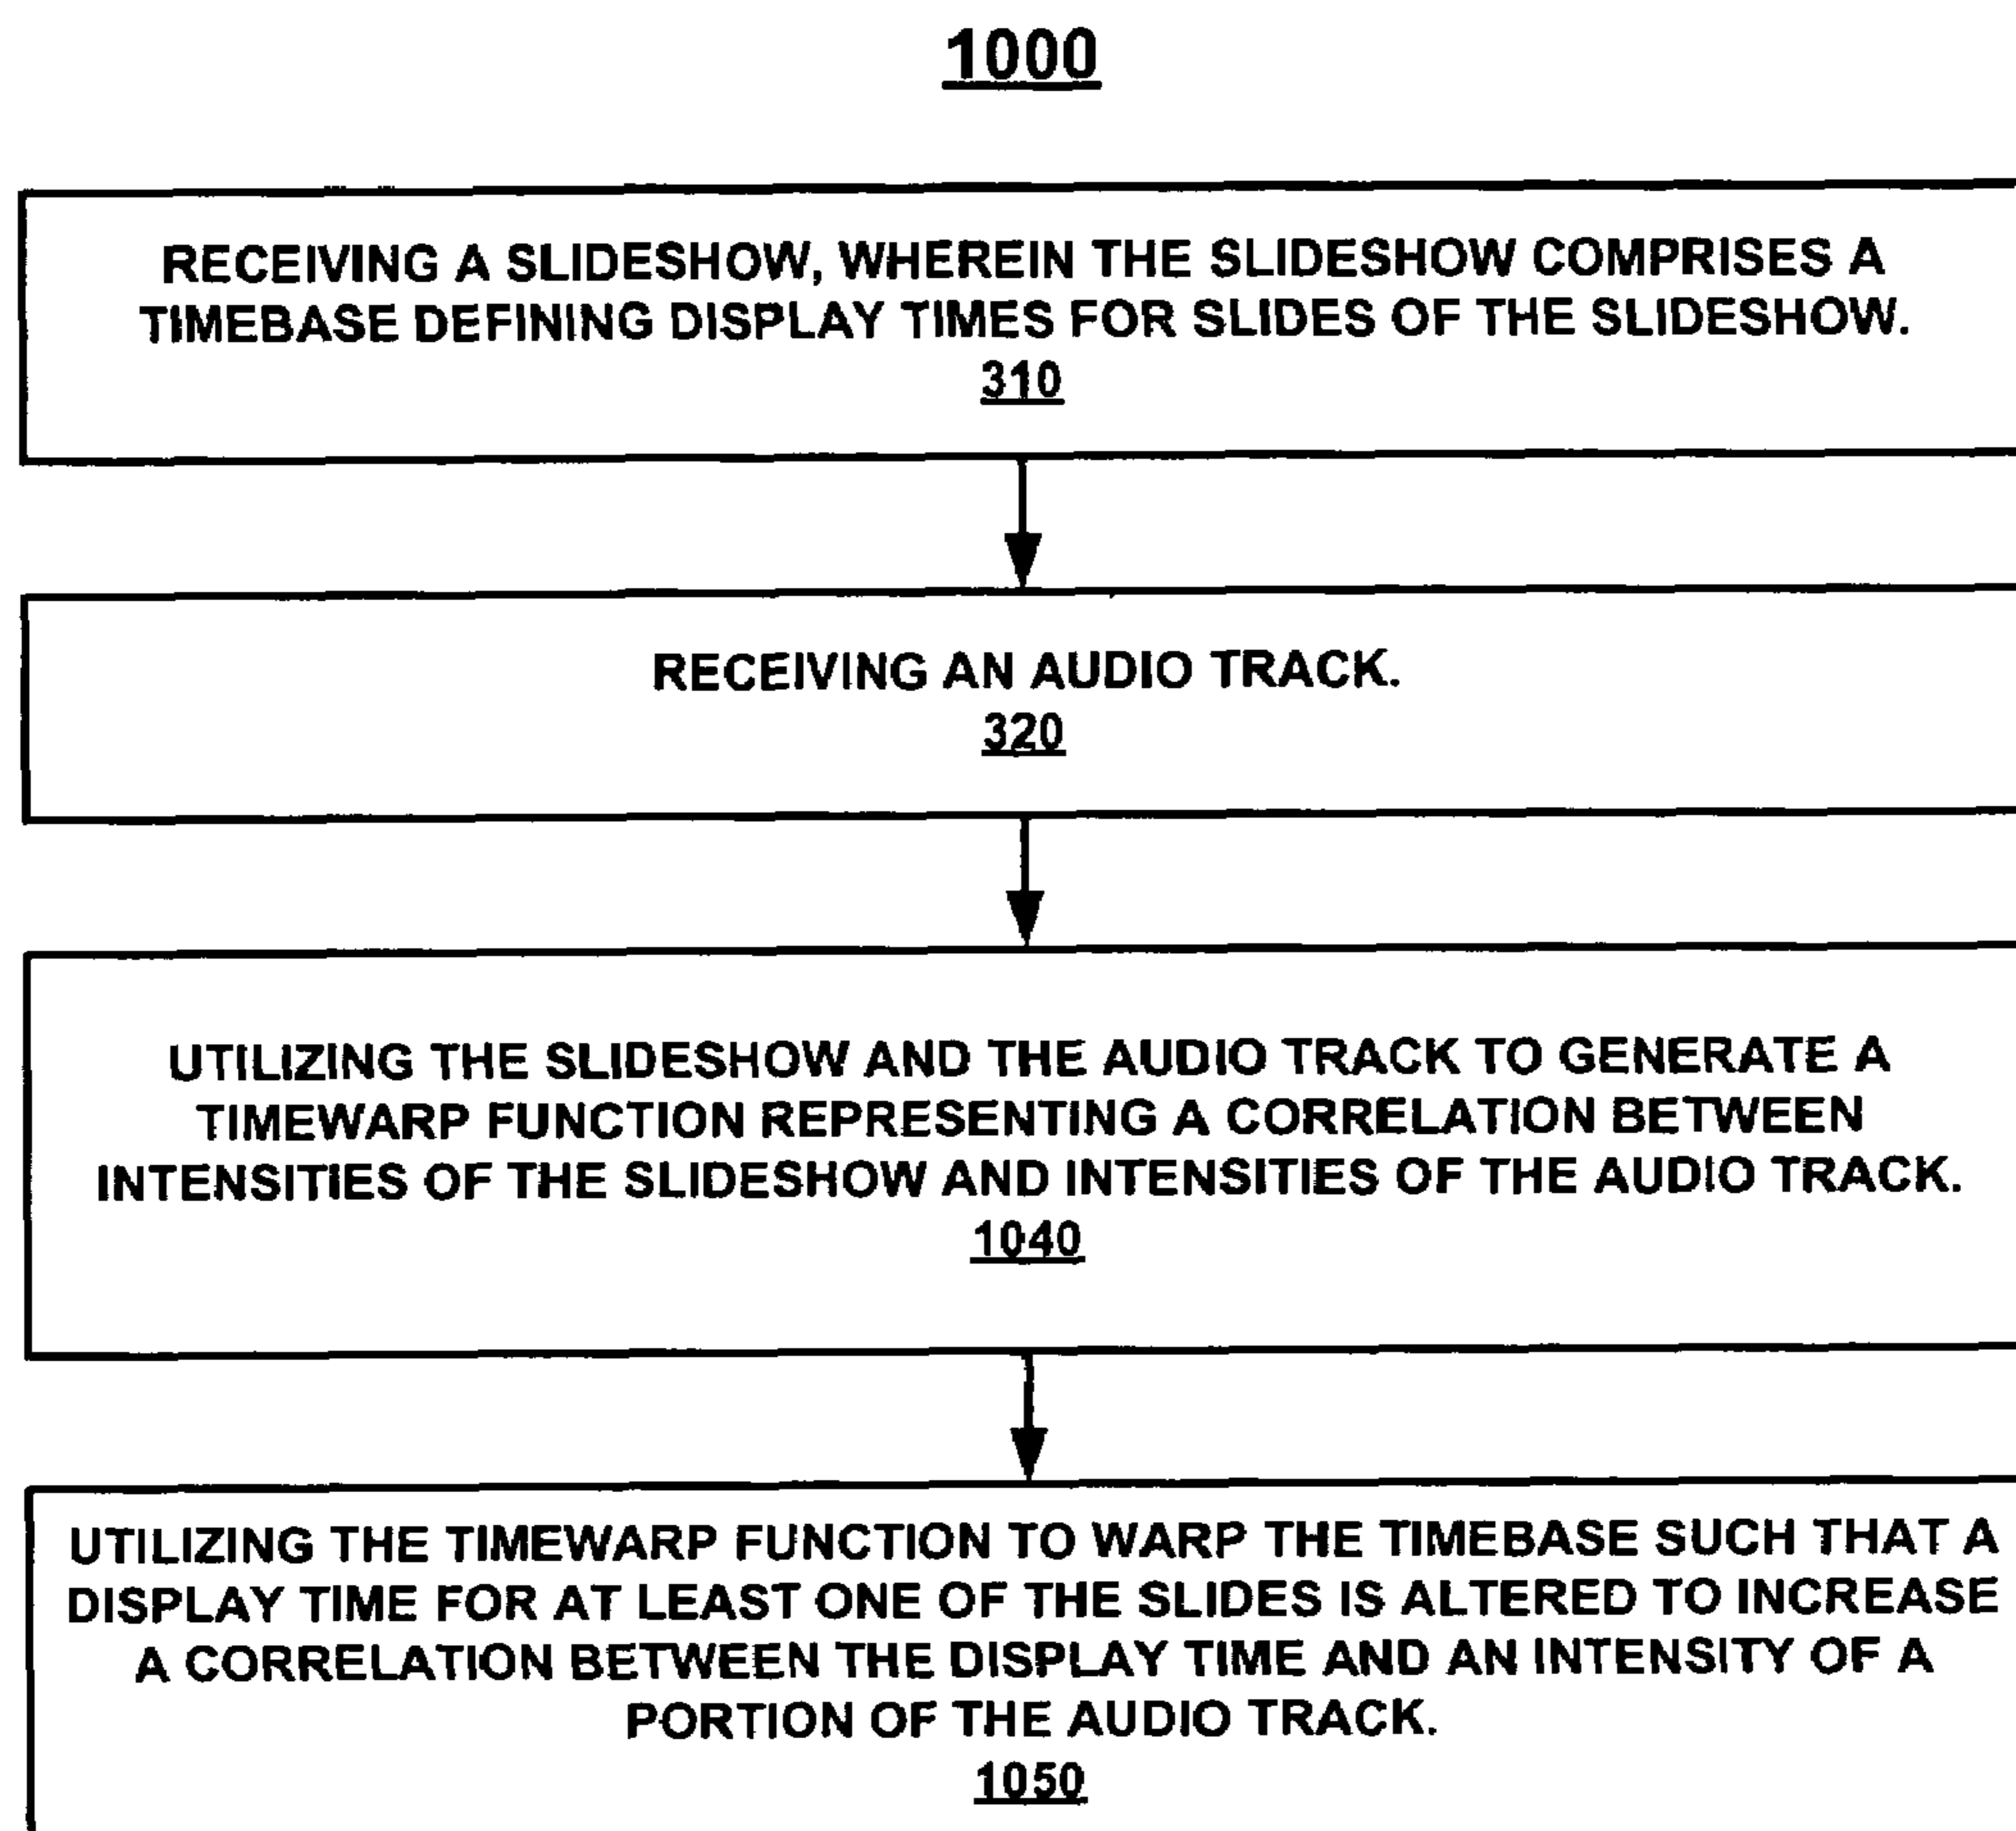 1000
RECEIVING A SLIDESHOW, WHEREIN THE SLIDESHOW COMPRISES A
TIMEBASE DEFINING DISPLAY TIMES FOR SLIDES OF THE SLIDESHOW.
310
RECEIVING AN AUDIO TRACK.
320
UTILIZING THE SLIDESHOW AND THE AUDIO TRACK TO GENERATE A
TIMEWARP FUNCTION REPRESENTING A CORRELATION BETWEEN
INTENSITIES OF THE SLIDESHOW AND INTENSITIES OF THE AUDIO TRACK.
1040
UTILIZING THE TIMEWARP FUNCTION TO WARP THE TIMEBASE SUCH THAT A
DISPLAY TIME FOR AT LEAST ONE OF THE SLIDES IS ALTERED TO INCREASE
A CORRELATION BETWEEN THE DISPLAY TIME AND AN INTENSITY OF A
PORTION OF THE AUDIO TRACK.
1050